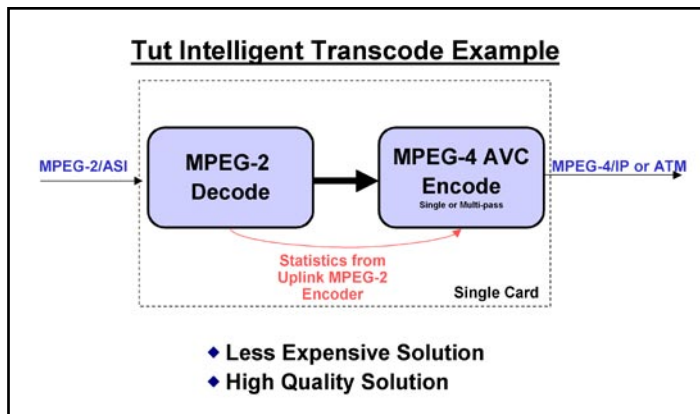 Tut Intelligent Transcode Example
MPEG-2/ASI
MPEG-2
Decode
MPEG-4 AVC
Encode
Single or Multi-pass
MPEG-4/IP or ATM
Statistics from
Uplink MPEG-2
Encoder
Single Card
◆ Less Expensive Solution
◆ High Quality Solution